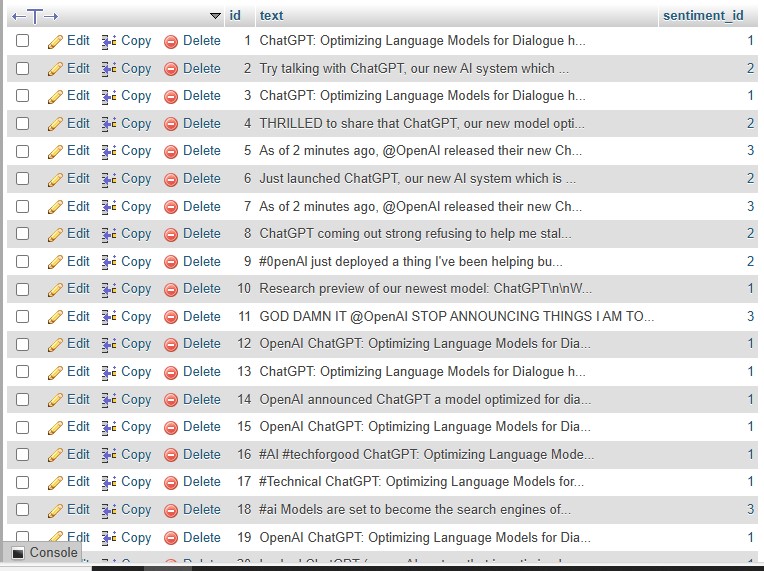 ←T→ id text sentiment_id
Edit Copy Delete 1 ChatGPT: Optimizing Language Models for Dialogue h... 1
Edit Copy Delete 2 Try talking with ChatGPT, our new AI system which ... 2
Edit Copy Delete 3 ChatGPT: Optimizing Language Models for Dialogue h... 1
Edit Copy Delete 4 THRILLED to share that ChatGPT, our new model opti... 2
Edit Copy Delete 5 As of 2 minutes ago, @OpenAI released their new Ch... 3
Edit Copy Delete 6 Just launched ChatGPT, our new AI system which is ... 2
Edit Copy Delete 7 As of 2 minutes ago, @OpenAI released their new Ch... 3
Edit Copy Delete 8 ChatGPT coming out strong refusing to help me stal... 2
Edit Copy Delete 9 #0penAI just deployed a thing I've been helping bu... 2
Edit Copy Delete 10 Research preview of our newest model: ChatGPT\n\nW... 1
Edit Copy Delete 11 GOD DAMN IT @OpenAI STOP ANNOUNCING THINGS I AM TO... 3
Edit Copy Delete 12 OpenAI ChatGPT: Optimizing Language Models for Dia... 1
Edit Copy Delete 13 ChatGPT: Optimizing Language Models for Dialogue h... 1
Edit Copy Delete 14 OpenAI announced ChatGPT a model optimized for dia... 1
Edit Copy Delete 15 OpenAI ChatGPT: Optimizing Language Models for Dia... 1
Edit Copy Delete 16 #AI #techforgood ChatGPT: Optimizing Language Mode... 1
Edit Copy Delete 17 #Technical ChatGPT: Optimizing Language Models for... 1
Edit Copy Delete 18 #ai Models are set to become the search engines of... 3
Edit Copy Delete 19 OpenAI ChatGPT: Optimizing Language Models for Dia... 1
Console